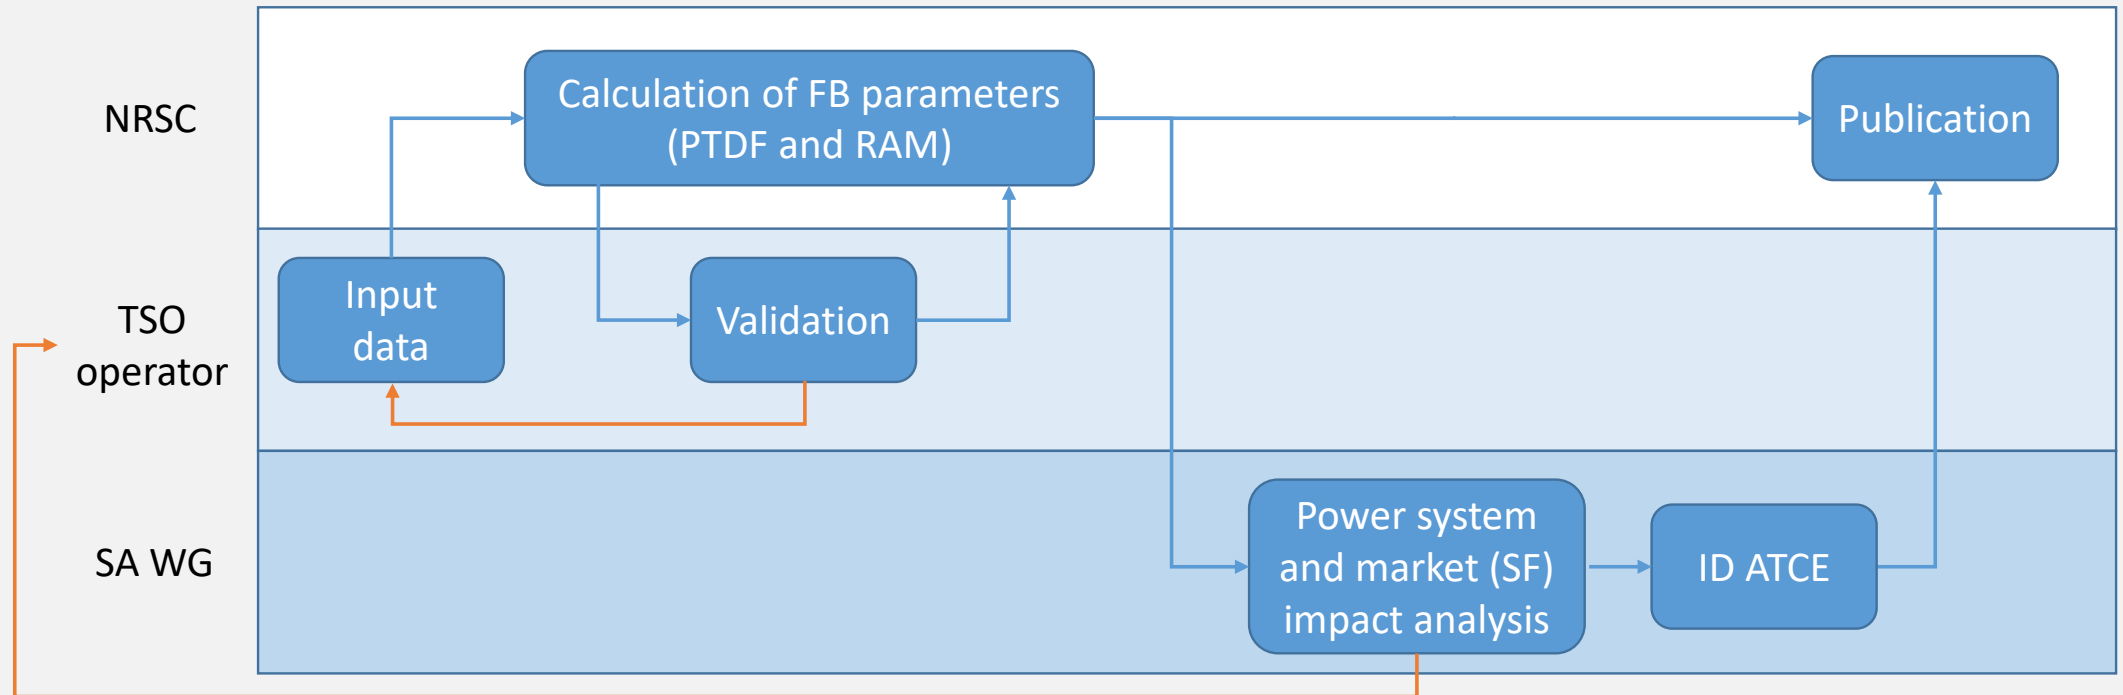 NRSC
Calculation of FB parameters
(PTDF and RAM)
Publication
TSO
operator
Input
data
Validation
SA WG
Power system
and market (SF)
impact analysis
ID ATCE